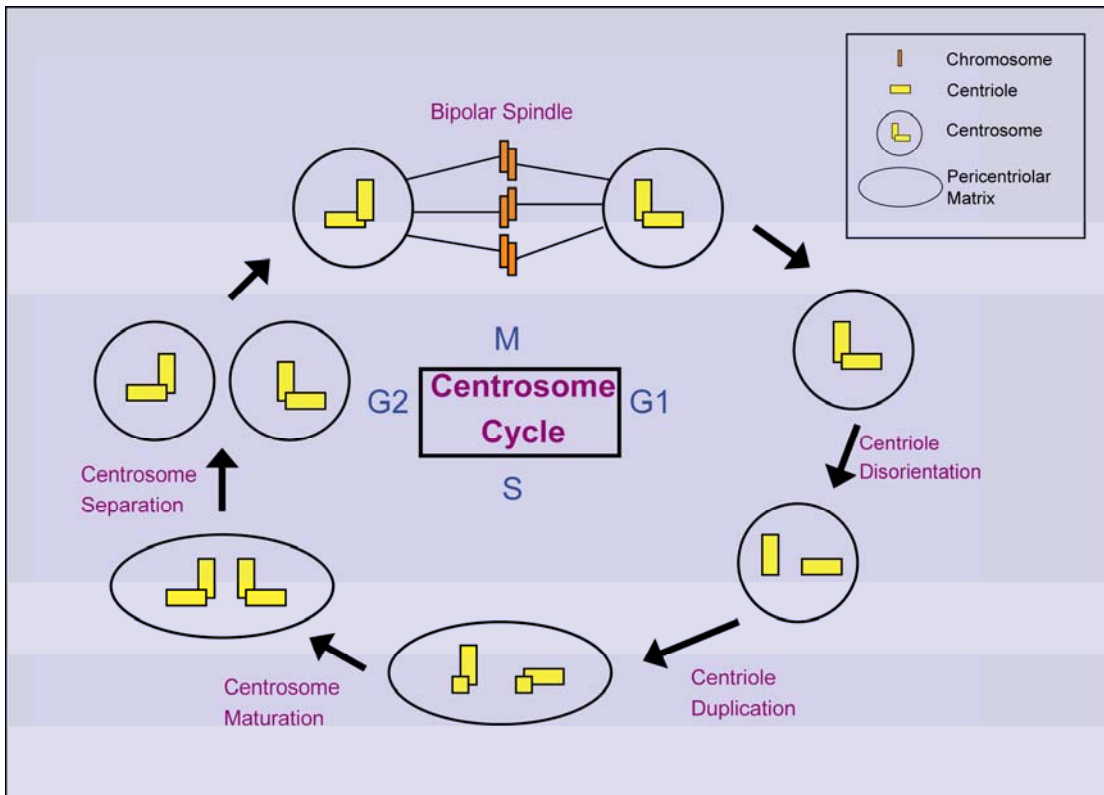 Bipolar Spindle
Chromosome
Centriole
Centrosome
Pericentriolar
Matrix
M
G2
Centrosome
Cycle
G1
S
Centriole
Disorientation
Centriole
Duplication
Centrosome
Maturation
Centrosome
Separation